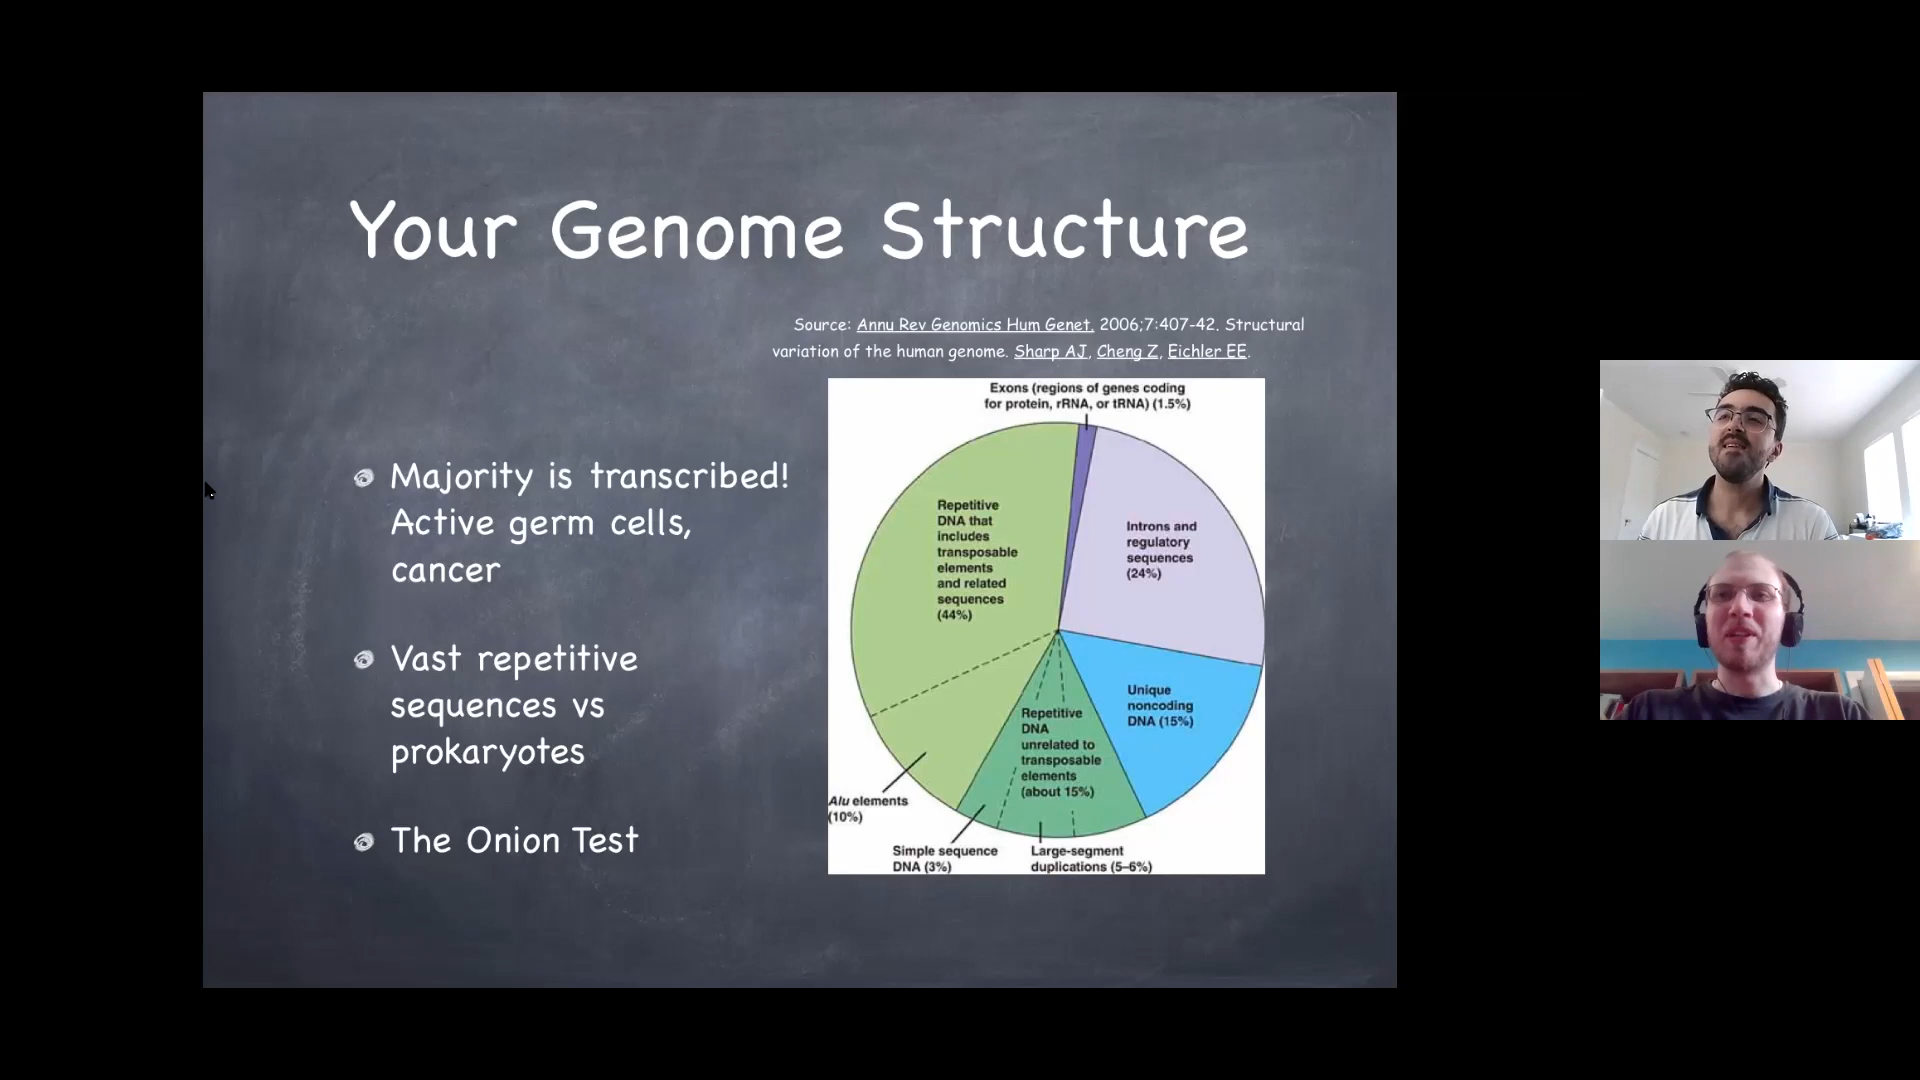 Your Genome Structure
Source: Annu Rev Genomics Hum Genet. 2006;7:407-42. Structural
variation of the human genome. Sharp AJ, Cheng Z, Eichler EE.
Majority is transcribed!
Active germ cells,
cancer
Vast repetitive
sequences vs
prokaryotes
The Onion Test
Exons (regions of genes coding
for protein, rRNA, or tRNA) (1.5%)
Repetitive
DNA that
includes
transposable
elements
and related
sequences
(44%)
Introns and
regulatory
sequences
(24%)
Unique
noncoding
DNA (15%)
Repetitive
DNA
unrelated to
transposable
elements
(about 15%)
Alu elements
(10%)
Simple sequence
DNA (3%)
Large-segment
duplications (5–6%)